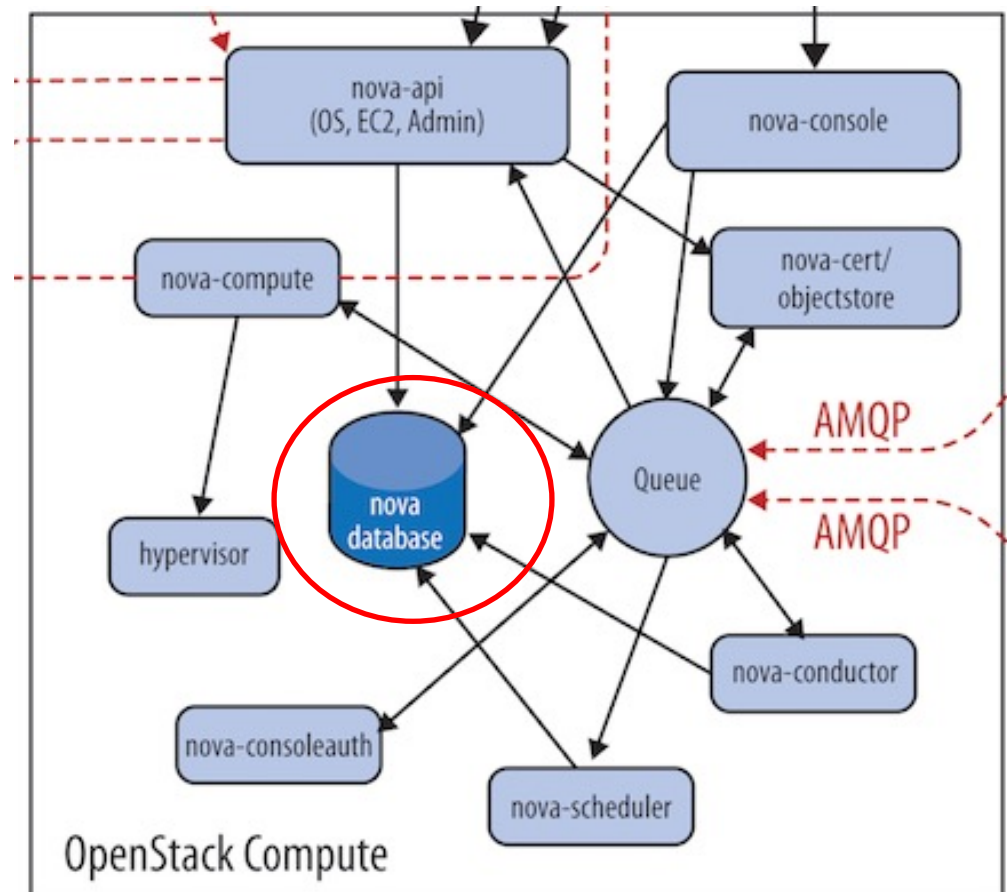 nova-api
(OS, EC2, Admin)
nova-console
nova-compute
nova-cert/
objectstore
AMQP
Queue
nova
database
AMQP
hypervisor
nova-conductor
nova-consoleauth
nova-scheduler
OpenStack Compute